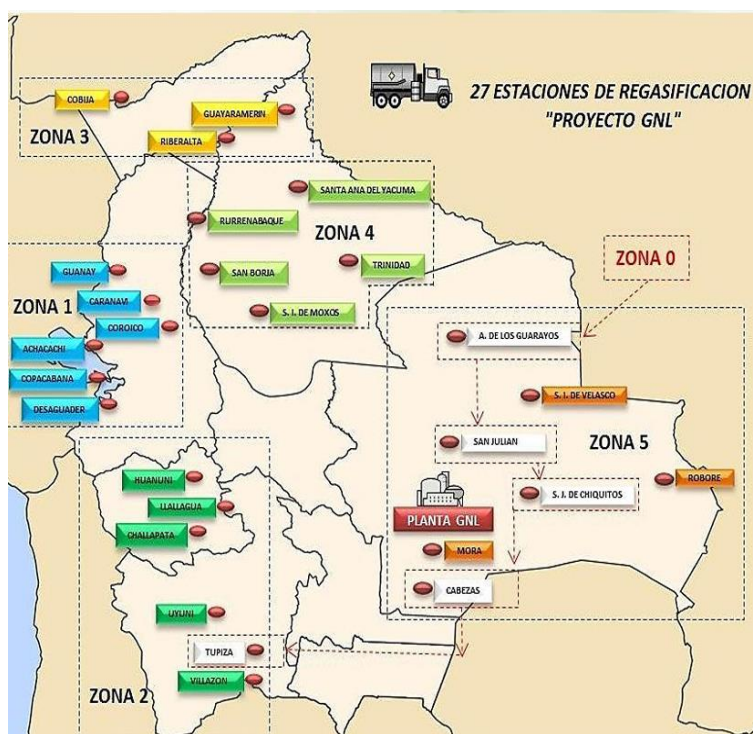 27 ESTACIONES DE REGASIFICACION
"PROYECTO GNL"
COBIJA
GUAYARAMERIN
ZONA 3
RIBERALTA
SANTA ANA DEL YACUMA
RURRENABAQUE
ZONA 4
SAN BORJA
TRINIDAD
S. I. DE MOXOS
ZONA 0
GUANAY
ZONA 1
CARANAVI
COROICO
ACHACACHI
COPACABANA
DESAGUADER
A. DE LOS GUARAYOS
S. I. DE VELASCO
SAN JULIAN
ZONA 5
ROBORE
S. J. DE CHIQUITOS
PLANTA GNL
MORA
CABEZAS
HUANUNI
LLALLAGUA
CHALLAPATA
UYUNI
TUPIZA
VILLAZON
ZONA 2